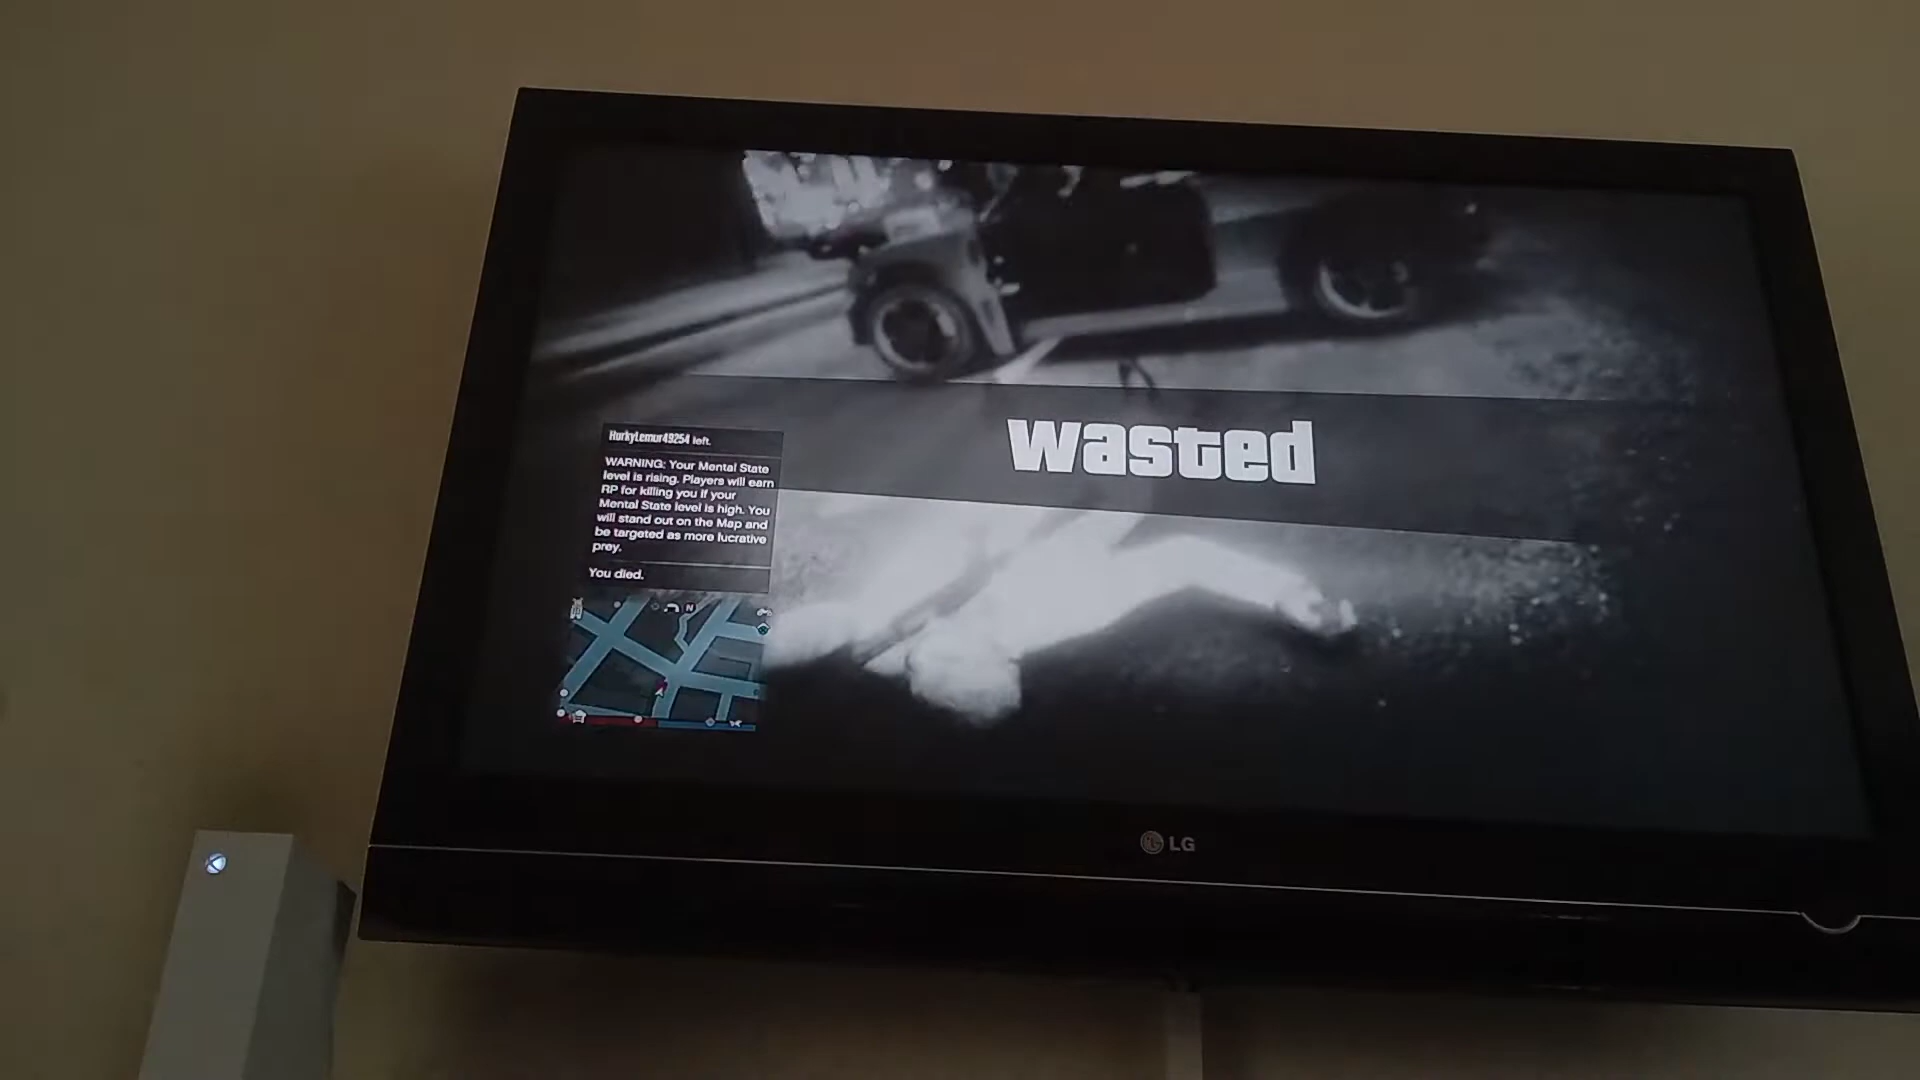 wasted
HurkyLemur49254 left.
WARNING: Your Mental State
level is rising. Players will earn
RP for killing you if your
Mental State level is high. You
will stand out on the Map and
be targeted as more lucrative
prey.
You died.
N
LG